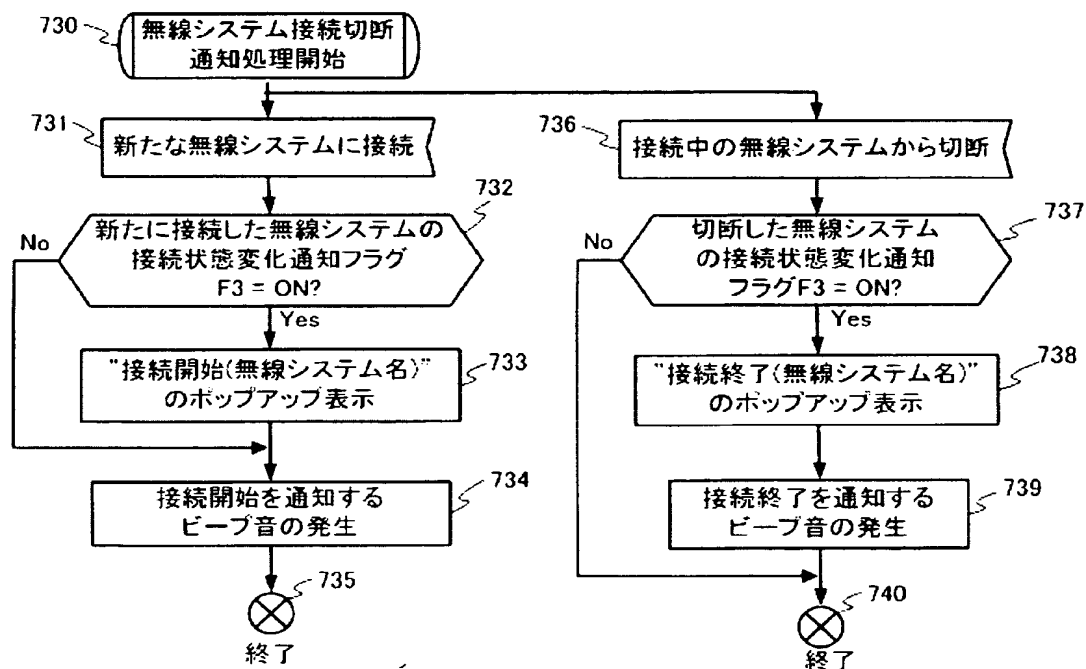 730
無線システム接続切断
通知処理開始
731
新たな無線システムに接続
732
新たに接続した無線システムの
接続状態変化通知フラグ
F3 = ON?
No
Yes
733
"接続開始(無線システム名)"
のポップアップ表示
734
接続開始を通知する
ビープ音の発生
735
終了
736
接続中の無線システムから切断
737
切断した無線システム
の接続状態変化通知
フラグF3 = ON?
No
Yes
738
"接続終了(無線システム名)"
のポップアップ表示
739
接続終了を通知する
ビープ音の発生
740
終了